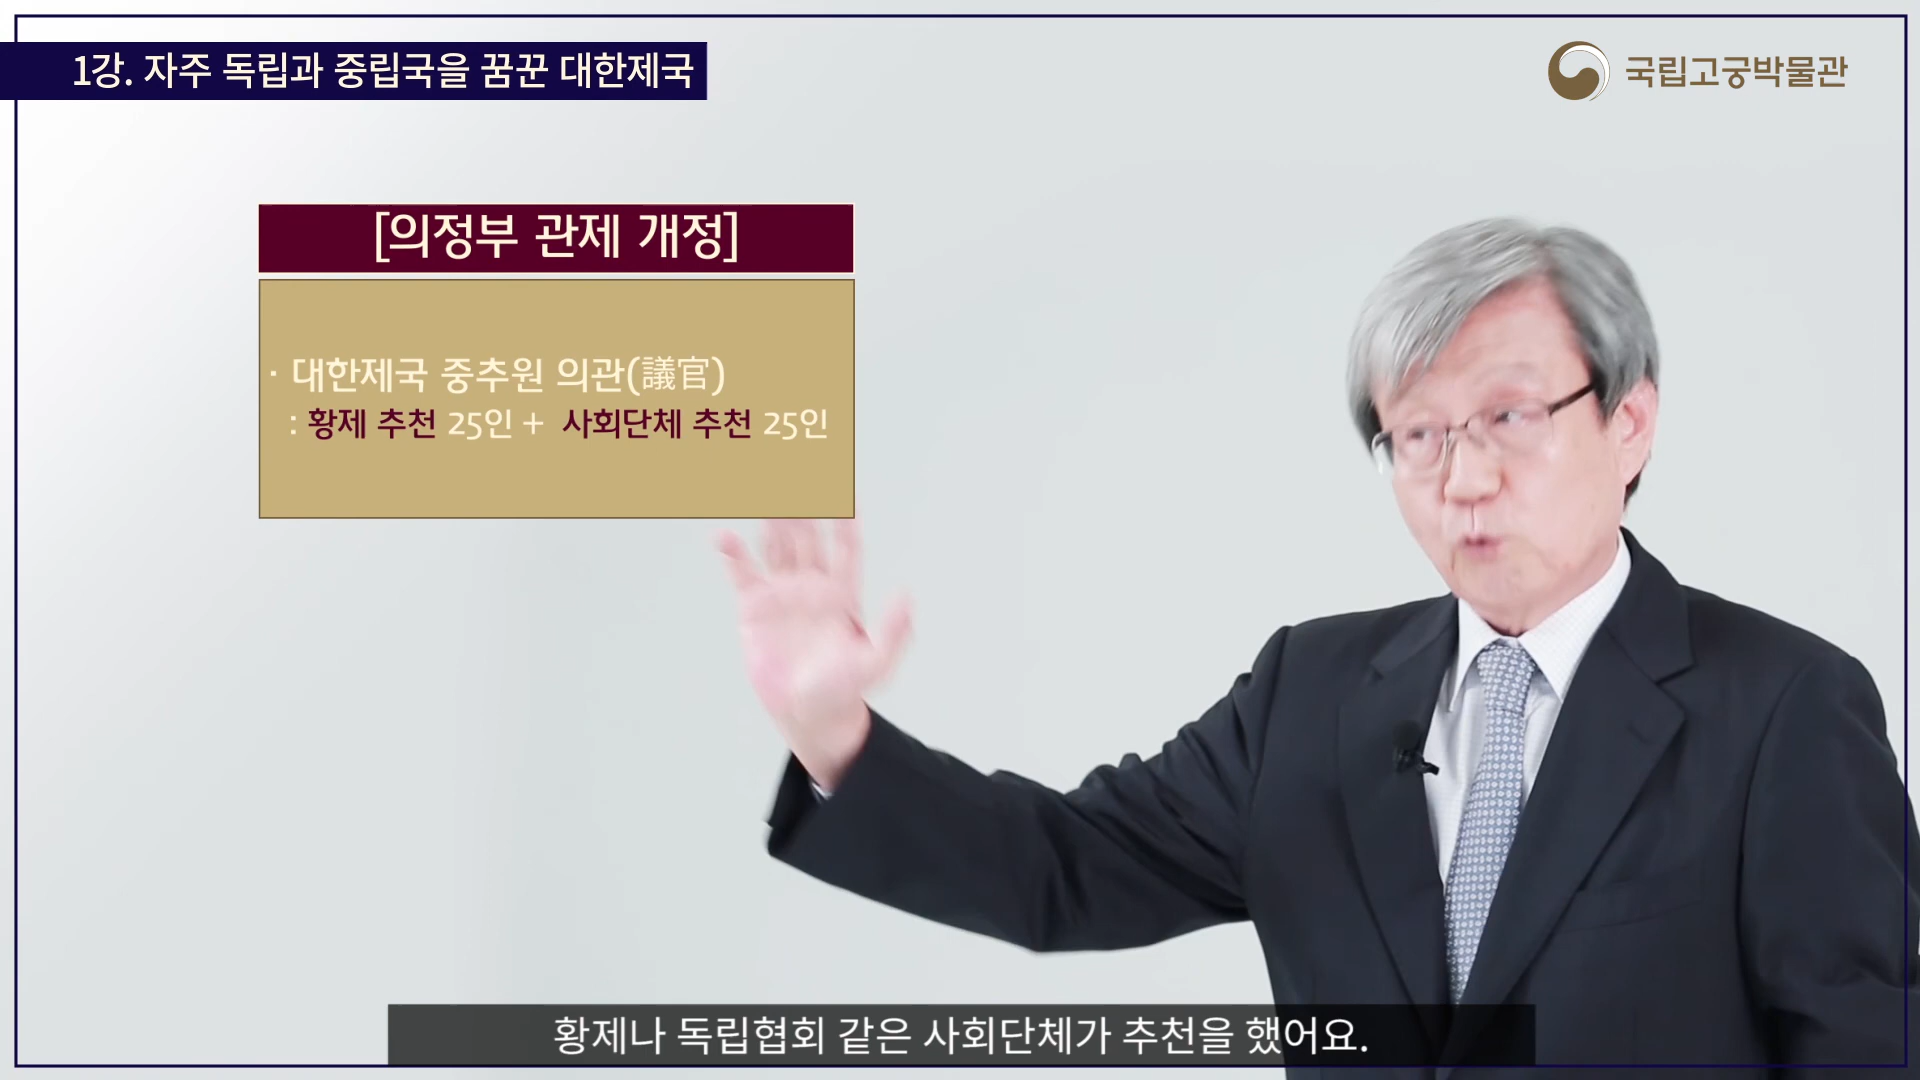 1강. 자주 독립과 중립국을 꿈꾼 대한제국
국립고궁박물관
[의정부 관제 개정]
· 대한제국 중추원 의관(議官)
: 황제 추천 25인 + 사회단체 추천 25인
황제나 독립협회 같은 사회단체가 추천을 했어요.